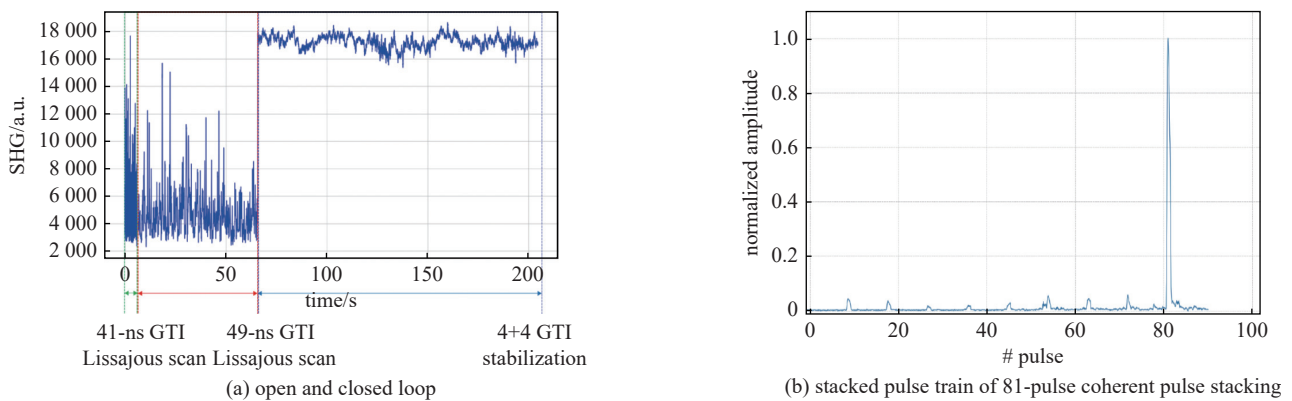 SHG/a.u.
18 000
16 000
14 000
12 000
10 000
8 000
6 000
4 000
2 000
0 50 100 150 200
time/s
41-ns GTI 49-ns GTI 4+4 GTI
Lissajous scan Lissajous scan stabilization
(a) open and closed loop
normalized amplitude
1.0
0.8
0.6
0.4
0.2
0
0 20 40 60 80 100
# pulse
(b) stacked pulse train of 81-pulse coherent pulse stacking